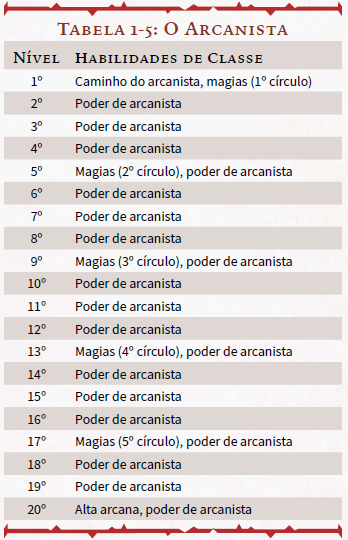 Tabela 1-5: O Arcanista
Nível Habilidades de Classe
1º Caminho do arcanista, magias (1º círculo)
2º Poder de arcanista
3º Poder de arcanista
4º Poder de arcanista
5º Magias (2º círculo), poder de arcanista
6º Poder de arcanista
7º Poder de arcanista
8º Poder de arcanista
9º Magias (3º círculo), poder de arcanista
10º Poder de arcanista
11º Poder de arcanista
12º Poder de arcanista
13º Magias (4º círculo), poder de arcanista
14º Poder de arcanista
15º Poder de arcanista
16º Poder de arcanista
17º Magias (5º círculo), poder de arcanista
18º Poder de arcanista
19º Poder de arcanista
20º Alta arcana, poder de arcanista